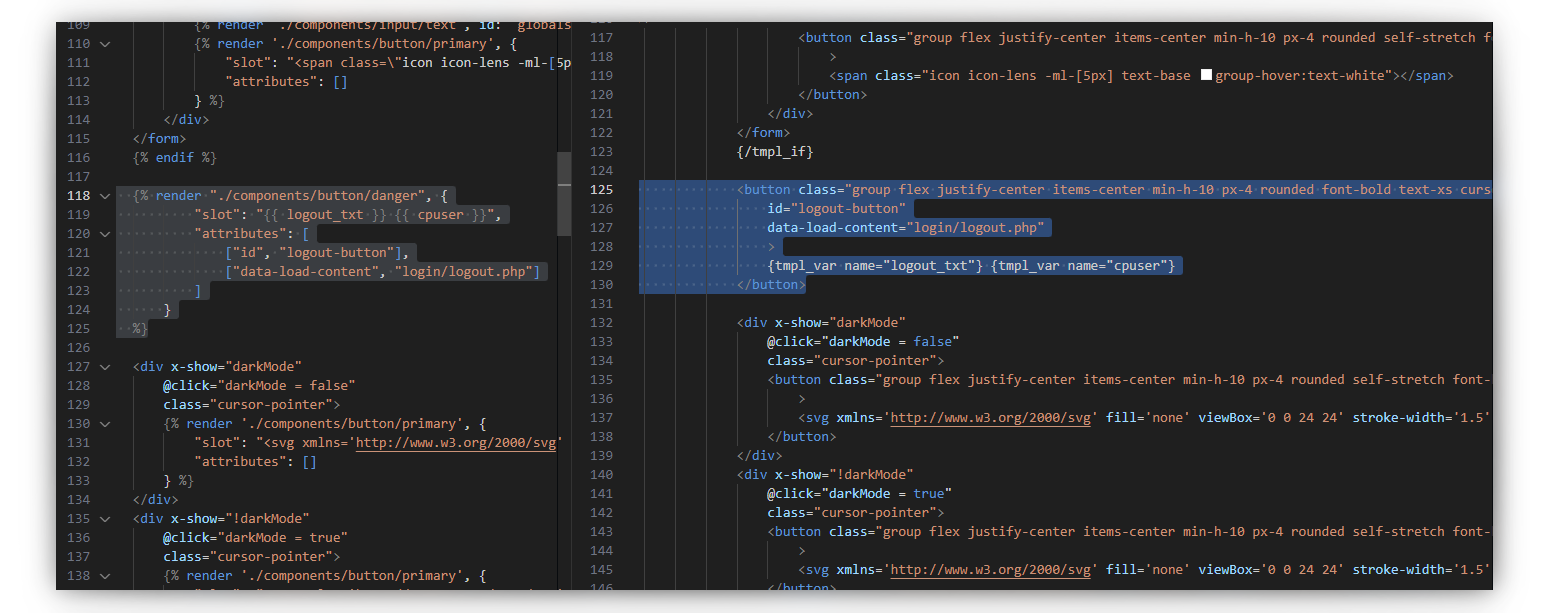 109 {% render './components/input/text', id: "globals
110 {% render './components/button/primary', {
111 "slot": "<span class=\"icon icon-lens -ml-[5p
112 "attributes": []
113 } %}
114 </div>
115 </form>
116 {% endif %}
117
118 {% render "./components/button/danger", {
119 "slot": "{{ logout_txt }} {{ cpuser }}",
120 "attributes": [
121 ["id", "logout-button"],
122 ["data-load-content", "login/logout.php"]
123 ]
124 }
125 %}
126
127 <div x-show="darkMode"
128 @click="darkMode = false"
129 class="cursor-pointer">
130 {% render './components/button/primary', {
131 "slot": "<svg xmlns='http://www.w3.org/2000/svg'
132 "attributes": []
133 } %}
134 </div>
135 <div x-show="!darkMode"
136 @click="darkMode = true"
137 class="cursor-pointer">
138 {% render './components/button/primary', {
117 <button class="group flex justify-center items-center min-h-10 px-4 rounded self-stretch f
118 >
119 <span class="icon icon-lens -ml-[5px] text-base group-hover:text-white"></span>
120 </button>
121 </div>
122 </form>
123 {/tmpl_if}
124
125 <button class="group flex justify-center items-center min-h-10 px-4 rounded font-bold text-xs curs
126 id="logout-button"
127 data-load-content="login/logout.php"
128 >
129 {tmpl_var name="logout_txt"} {tmpl_var name="cpuser"}
130 </button>
131
132 <div x-show="darkMode"
133 @click="darkMode = false"
134 class="cursor-pointer">
135 <button class="group flex justify-center items-center min-h-10 px-4 rounded self-stretch font-
136 >
137 <svg xmlns='http://www.w3.org/2000/svg' fill='none' viewBox='0 0 24 24' stroke-width='1.5'
138 </button>
139 </div>
140 <div x-show="!darkMode"
141 @click="darkMode = true"
142 class="cursor-pointer">
143 <button class="group flex justify-center items-center min-h-10 px-4 rounded self-stretch font-
144 >
145 <svg xmlns='http://www.w3.org/2000/svg' fill='none' viewBox='0 0 24 24' stroke-width='1.5'
146 </button>